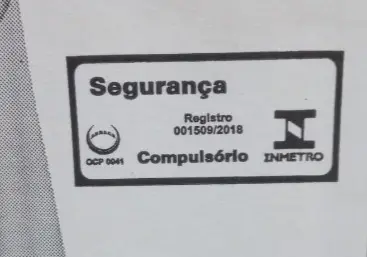 Segurança
Registro
001509/2018
OCP 0041
Compulsório
INMETRO